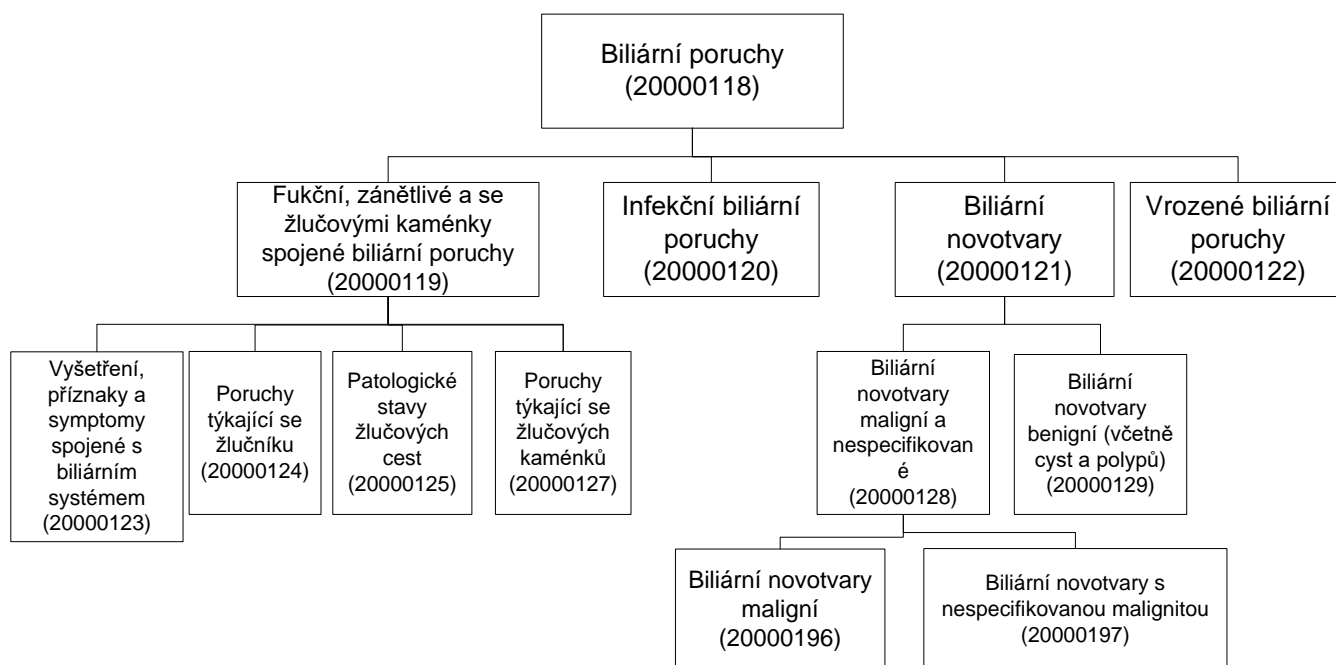 Biliární poruchy
(20000118)
Fukční, zánětlivé a se
žlučovými kaménky
spojené biliární poruchy
(20000119)
Infekční biliární
poruchy
(20000120)
Biliární
novotvary
(20000121)
Vrozené biliární
poruchy
(20000122)
Vyšetření,
příznaky a
symptomy
spojené s
biliárním
systémem
(20000123)
Poruchy
týkající se
žlučníku
(20000124)
Patologické
stavy
žlučových
cest
(20000125)
Poruchy
týkající se
žlučových
kaménků
(20000127)
Biliární
novotvary
maligní a
nespecifikovan
é
(20000128)
Biliární
novotvary
benigní (včetně
cyst a polypů)
(20000129)
Biliární novotvary
maligní
(20000196)
Biliární novotvary s
nespecifikovanou malignitou
(20000197)